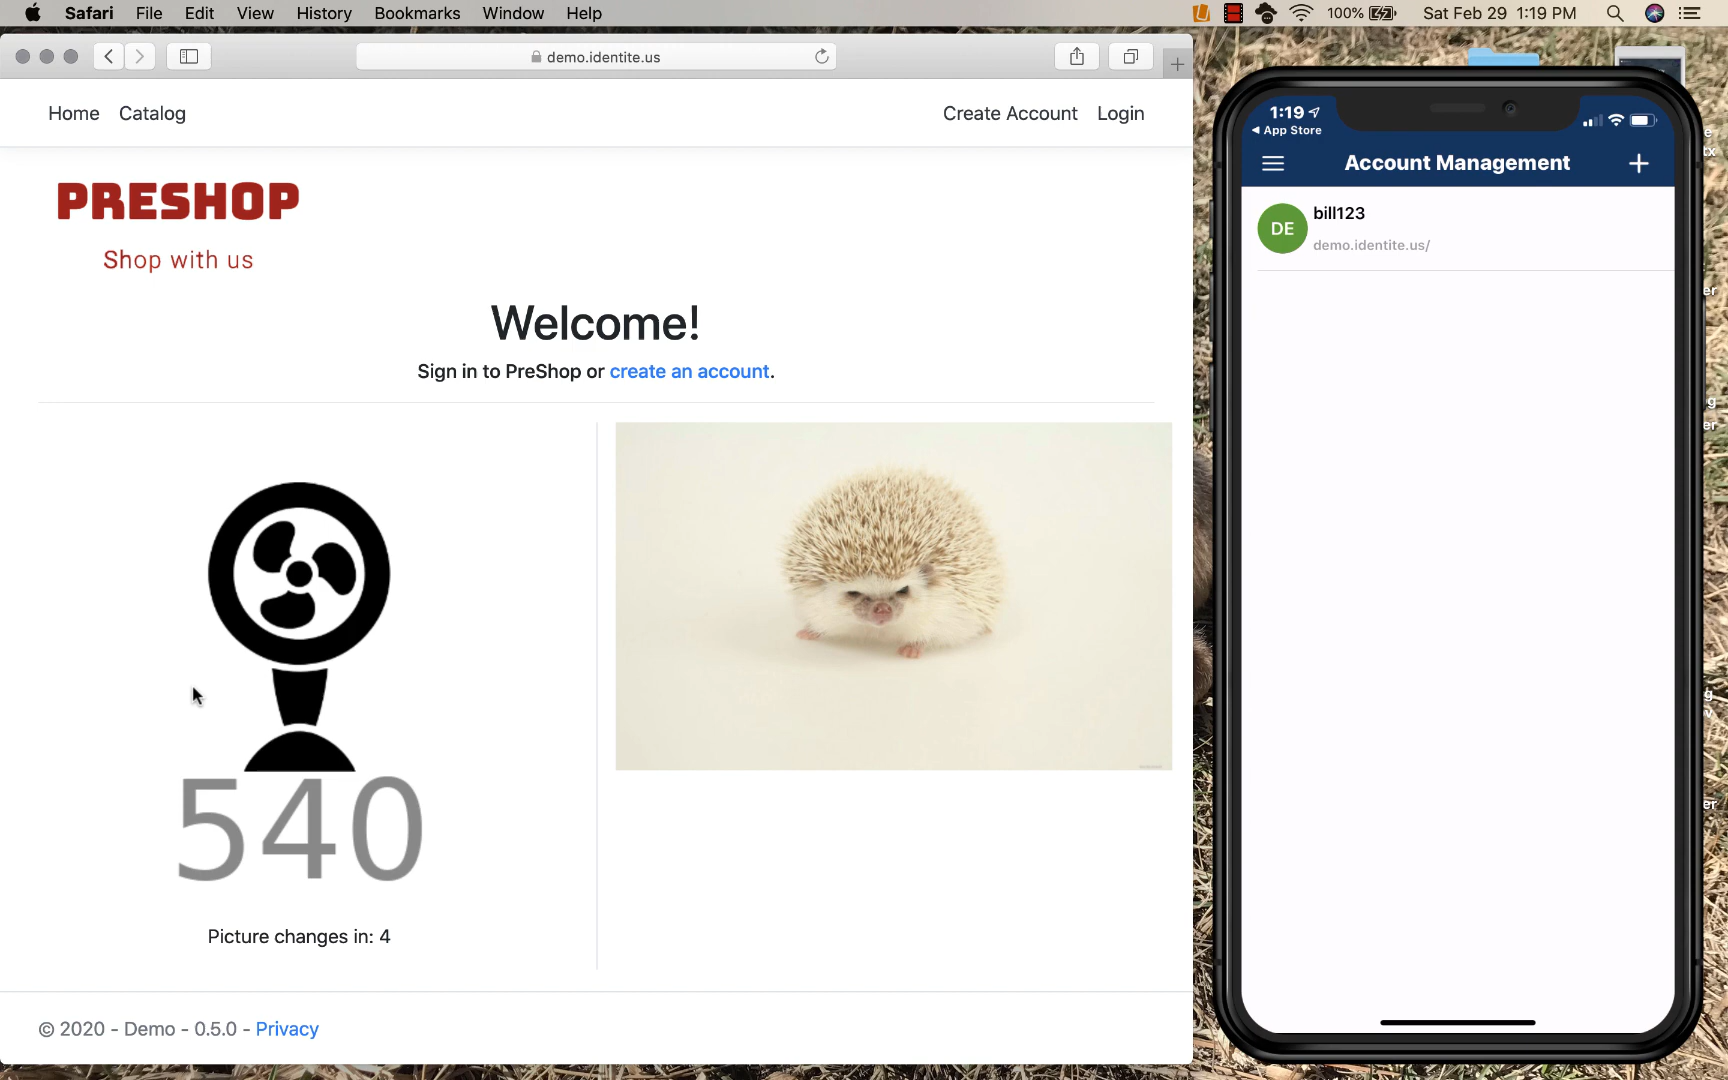 Safari File Edit View History Bookmarks Window Help
100% Sat Feb 29 1:19 PM
demo.identite.us
Home Catalog Create Account Login
PRESHOP
Shop with us
Welcome!
Sign in to PreShop or create an account.
540
Picture changes in: 4
© 2020 - Demo - 0.5.0 - Privacy
1:19
App Store
Account Management
DE
bill123
demo.identite.us/